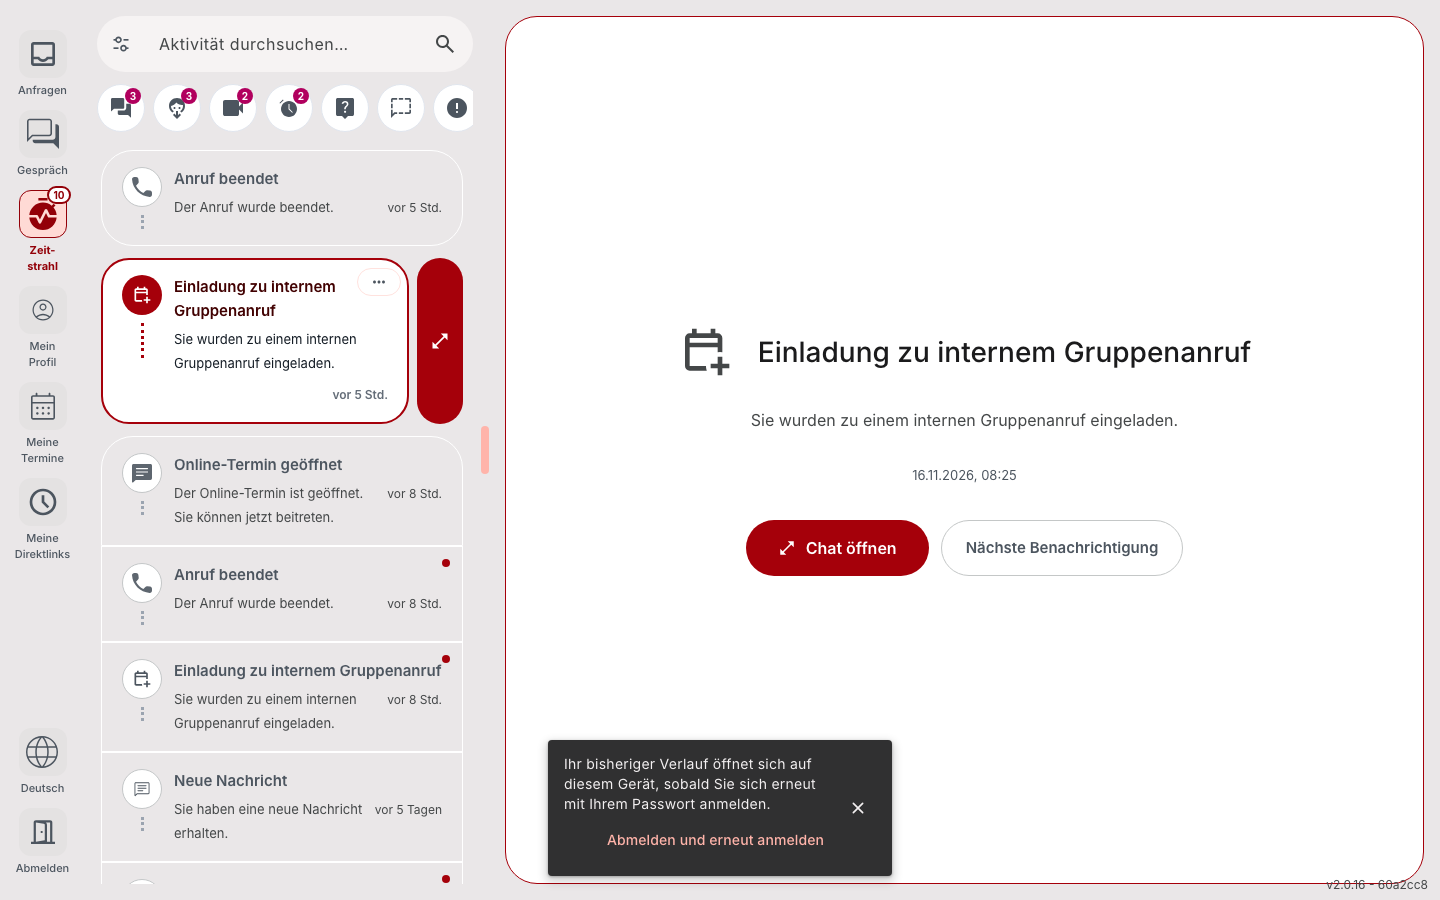 Anfragen
Gespräch
10
Zeit-
strahl
Mein
Profil
Meine
Termine
Meine
Direktlinks
Deutsch
Abmelden
Aktivität durchsuchen...
3
3
2
2
Anruf beendet
Der Anruf wurde beendet.
vor 5 Std.
Einladung zu internem
Gruppenanruf
Sie wurden zu einem internen
Gruppenanruf eingeladen.
vor 5 Std.
Online-Termin geöffnet
Der Online-Termin ist geöffnet.
vor 8 Std.
Sie können jetzt beitreten.
Anruf beendet
Der Anruf wurde beendet.
vor 8 Std.
Einladung zu internem Gruppenanruf
Sie wurden zu einem internen
vor 8 Std.
Gruppenanruf eingeladen.
Neue Nachricht
Sie haben eine neue Nachricht
vor 5 Tagen
erhalten.
Einladung zu internem Gruppenanruf
Sie wurden zu einem internen Gruppenanruf eingeladen.
16.11.2026, 08:25
Chat öffnen
Nächste Benachrichtigung
Ihr bisheriger Verlauf öffnet sich auf
diesem Gerät, sobald Sie sich erneut
mit Ihrem Passwort anmelden.
Abmelden und erneut anmelden
v2.0.16 - 60a2cc8